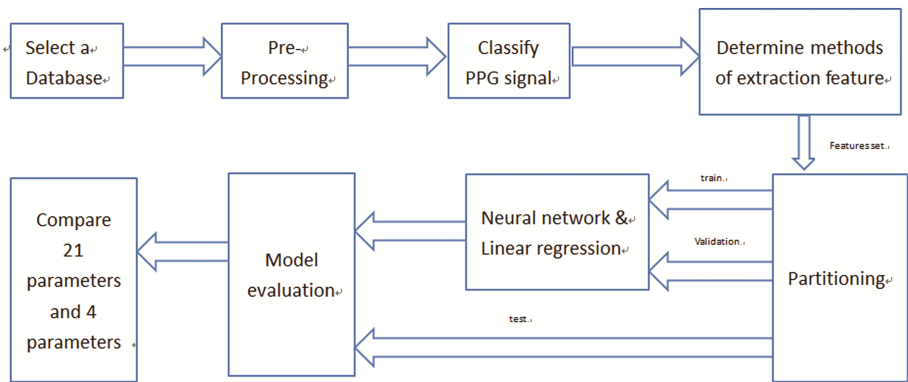 Select a
Database
Pre-
Processing
Classify
PPG signal
Determine methods
of extraction feature
Features set.
train.
Validation.
test.
Partitioning
Neural network &
Linear regression
Model
evaluation
Compare
21
parameters
and 4
parameters